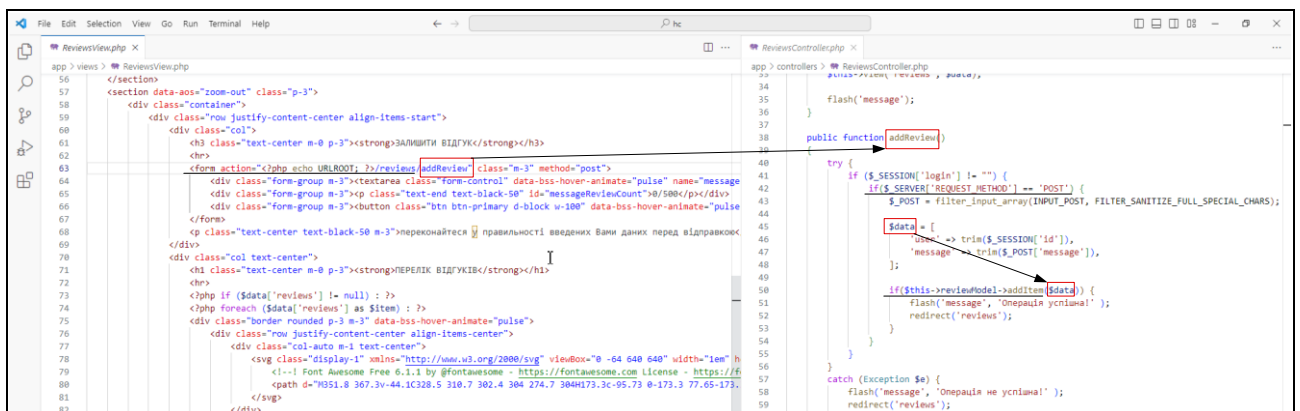 File Edit Selection View Go Run Terminal Help
hc
ReviewsView.php
app > views > ReviewsView.php
56 </section>
57 <section data-aos="zoom-out" class="p-3">
58 <div class="container">
59 <div class="row justify-content-center align-items-start">
60 <div class="col">
61 <h3 class="text-center m-0 p-3"><strong>ЗАЛИШИТИ ВІДГУК</strong></h3>
62 <hr>
63 <form action="<?php echo URLROOT; ?>/reviews/addReview" class="m-3" method="post">
64 <div class="form-group m-3"><textarea class="form-control" data-bss-hover-animate="pulse" name="message
65 <div class="form-group m-3"><p class="text-end text-black-50" id="messageReviewCount">0/500</p></div>
66 <div class="form-group m-3"><button class="btn btn-primary d-block w-100" data-bss-hover-animate="pulse
67 </form>
68 <p class="text-center text-black-50 m-3">переконайтеся у правильності введених Вами даних перед відправкою<
69 </div>
70 <div class="col text-center">
71 <h1 class="text-center m-0 p-3"><strong>ПЕРЕЛІК ВІДГУКІВ</strong></h1>
72 <hr>
73 <?php if ($data['reviews'] != null) : ?>
74 <?php foreach ($data['reviews'] as $item) : ?>
75 <div class="border rounded p-3 m-3" data-bss-hover-animate="pulse">
76 <div class="row justify-content-center align-items-center">
77 <div class="col-auto m-1 text-center">
78 <svg class="display-1" xmlns="http://www.w3.org/2000/svg" viewBox="0 -64 640 640" width="1em" h
79 <!--! Font Awesome Free 6.1.1 by @fontawesome - https://fontawesome.com License - https://fo
80 <path d="M351.8 367.3v-44.1C328.5 310.7 302.4 304 274.7 304H173.3c-95.73 0-173.3 77.65-173.
81 </svg>
82 </div>
ReviewsController.php
app > controllers > ReviewsController.php
33 $this->view('reviews', $data);
34
35 flash('message');
36 }
37
38 public function addReview()
39 {
40 try {
41 if ($_SESSION['login'] != "") {
42 if($_SERVER['REQUEST_METHOD'] == 'POST') {
43 $_POST = filter_input_array(INPUT_POST, FILTER_SANITIZE_FULL_SPECIAL_CHARS);
44
45 $data = [
46 'user' => trim($_SESSION['id']),
47 'message' => trim($_POST['message']),
48 ];
49
50 if($this->reviewModel->addItem($data)) {
51 flash('message', 'Операція успішна!' );
52 redirect('reviews');
53 }
54 }
55 }
56 }
57 catch (Exception $e) {
58 flash('message', 'Операція не успішна!' );
59 redirect('reviews');